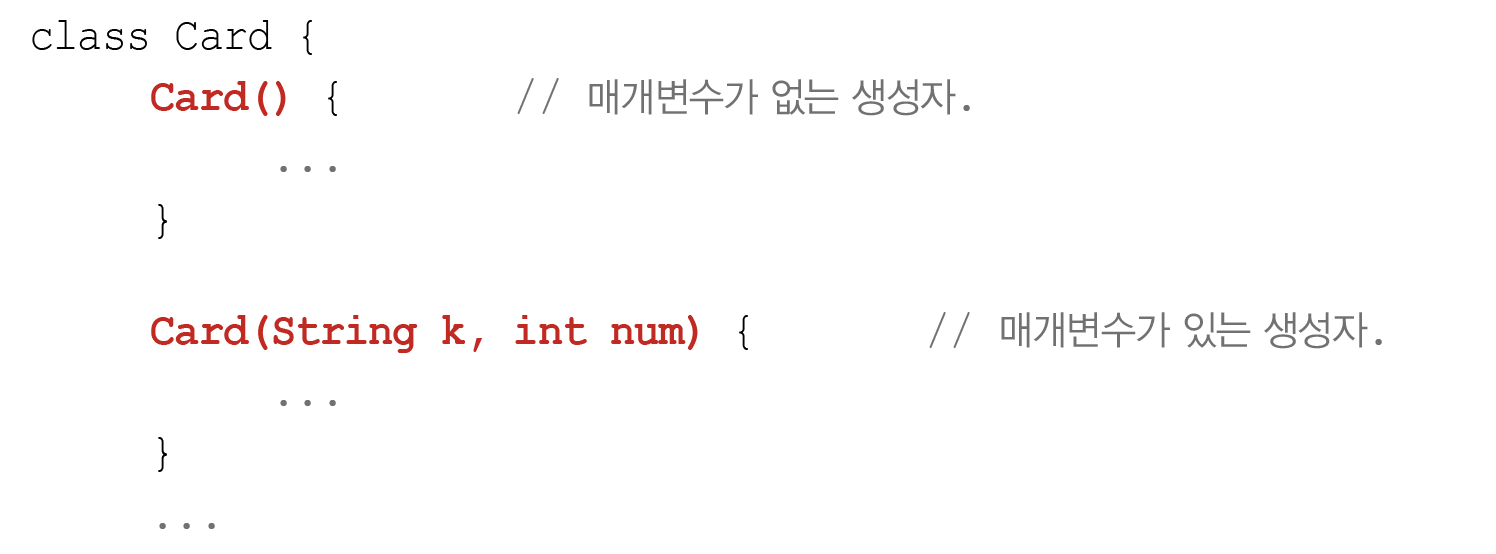 class Card {
Card() { // 매개변수가 없는 생성자.
...
}
Card(String k, int num) { // 매개변수가 있는 생성자.
...
}
...